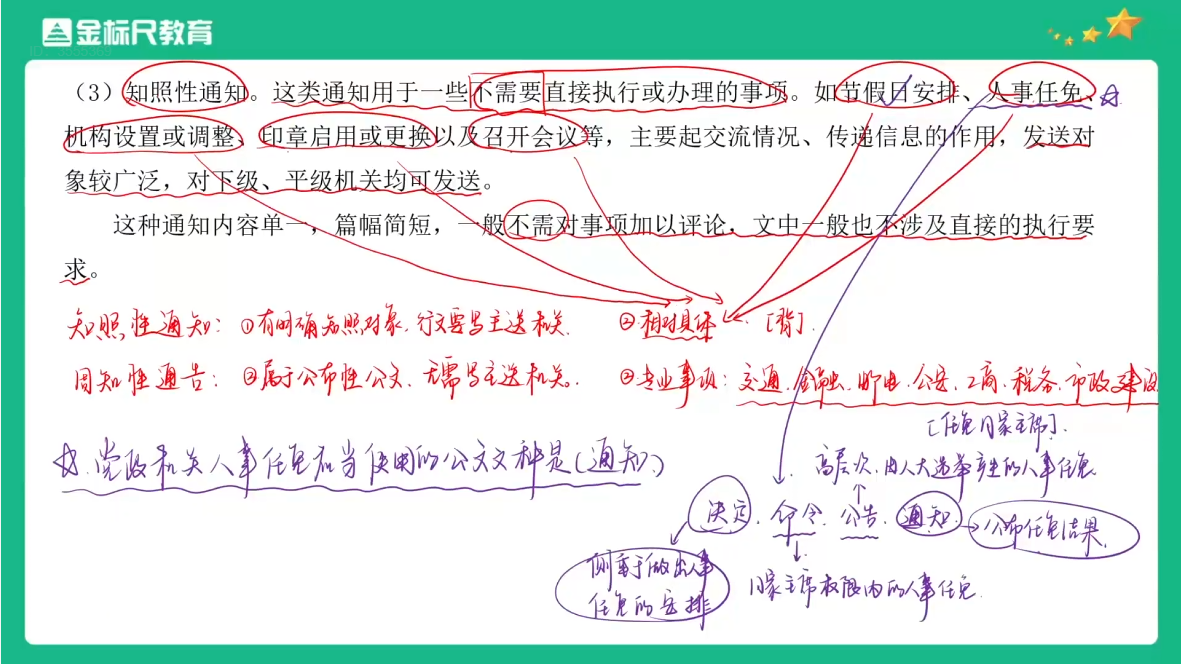 金标尺教育
（3）知照性通知。这类通知用于一些不需要直接执行或办理的事项。如节假日安排、人事任免、
机构设置或调整、印章启用或更换以及召开会议等，主要起交流情况、传递信息的作用，发送对
象较广泛，对下级、平级机关均可发送。
这种通知内容单一，篇幅简短，一般不需对事项加以评论，文中一般也不涉及直接的执行要
求。
知照性通知：①有明确知照对象，行文要写主送机关. ②相对具体. [背].
周知性通告：①属于公布性公文、无需写主送机关。 ②专业事项：交通、金融、邮电、公安、工商、税务、市政建设
[任免国家主席].
☆.党政机关人事任免应当使用的公文文种是(通知)
高层次.由人大选举产生的人事任免.
决定.命令.公告.通知.→公布任免结果.
侧重于做出人事
任免的安排
国家主席权限内的人事任免.